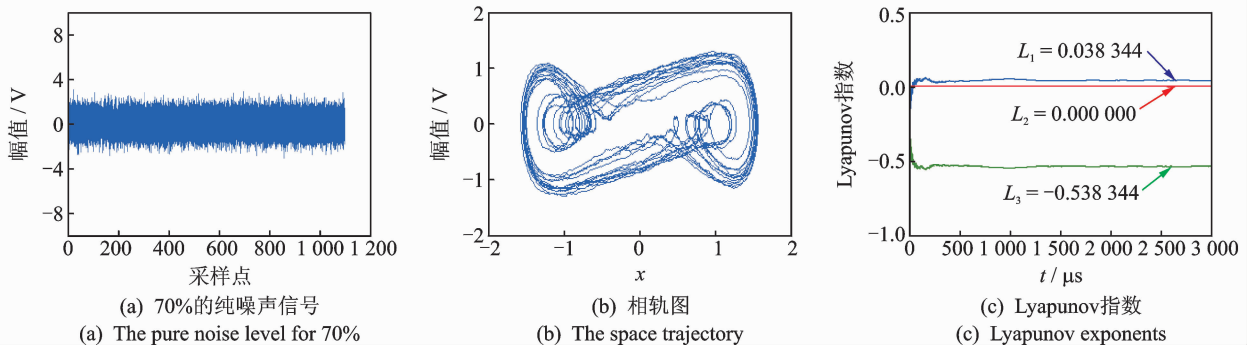 8
4
0
−4
−8
幅值 / V
0 200 400 600 800 1 000 1 200
采样点
(a) 70%的纯噪声信号
(a) The pure noise level for 70%
2
1
0
−1
−2
幅值 / V
−2 −1 0 1 2
x
(b) 相轨图
(b) The space trajectory
0.5
0.0
−0.5
−1.0
Lyapunov指数
L1 = 0.038 344
L2 = 0.000 000
L3 = −0.538 344
0 500 1 000 1 500 2 000 2 500 3 000
t / μs
(c) Lyapunov指数
(c) Lyapunov exponents